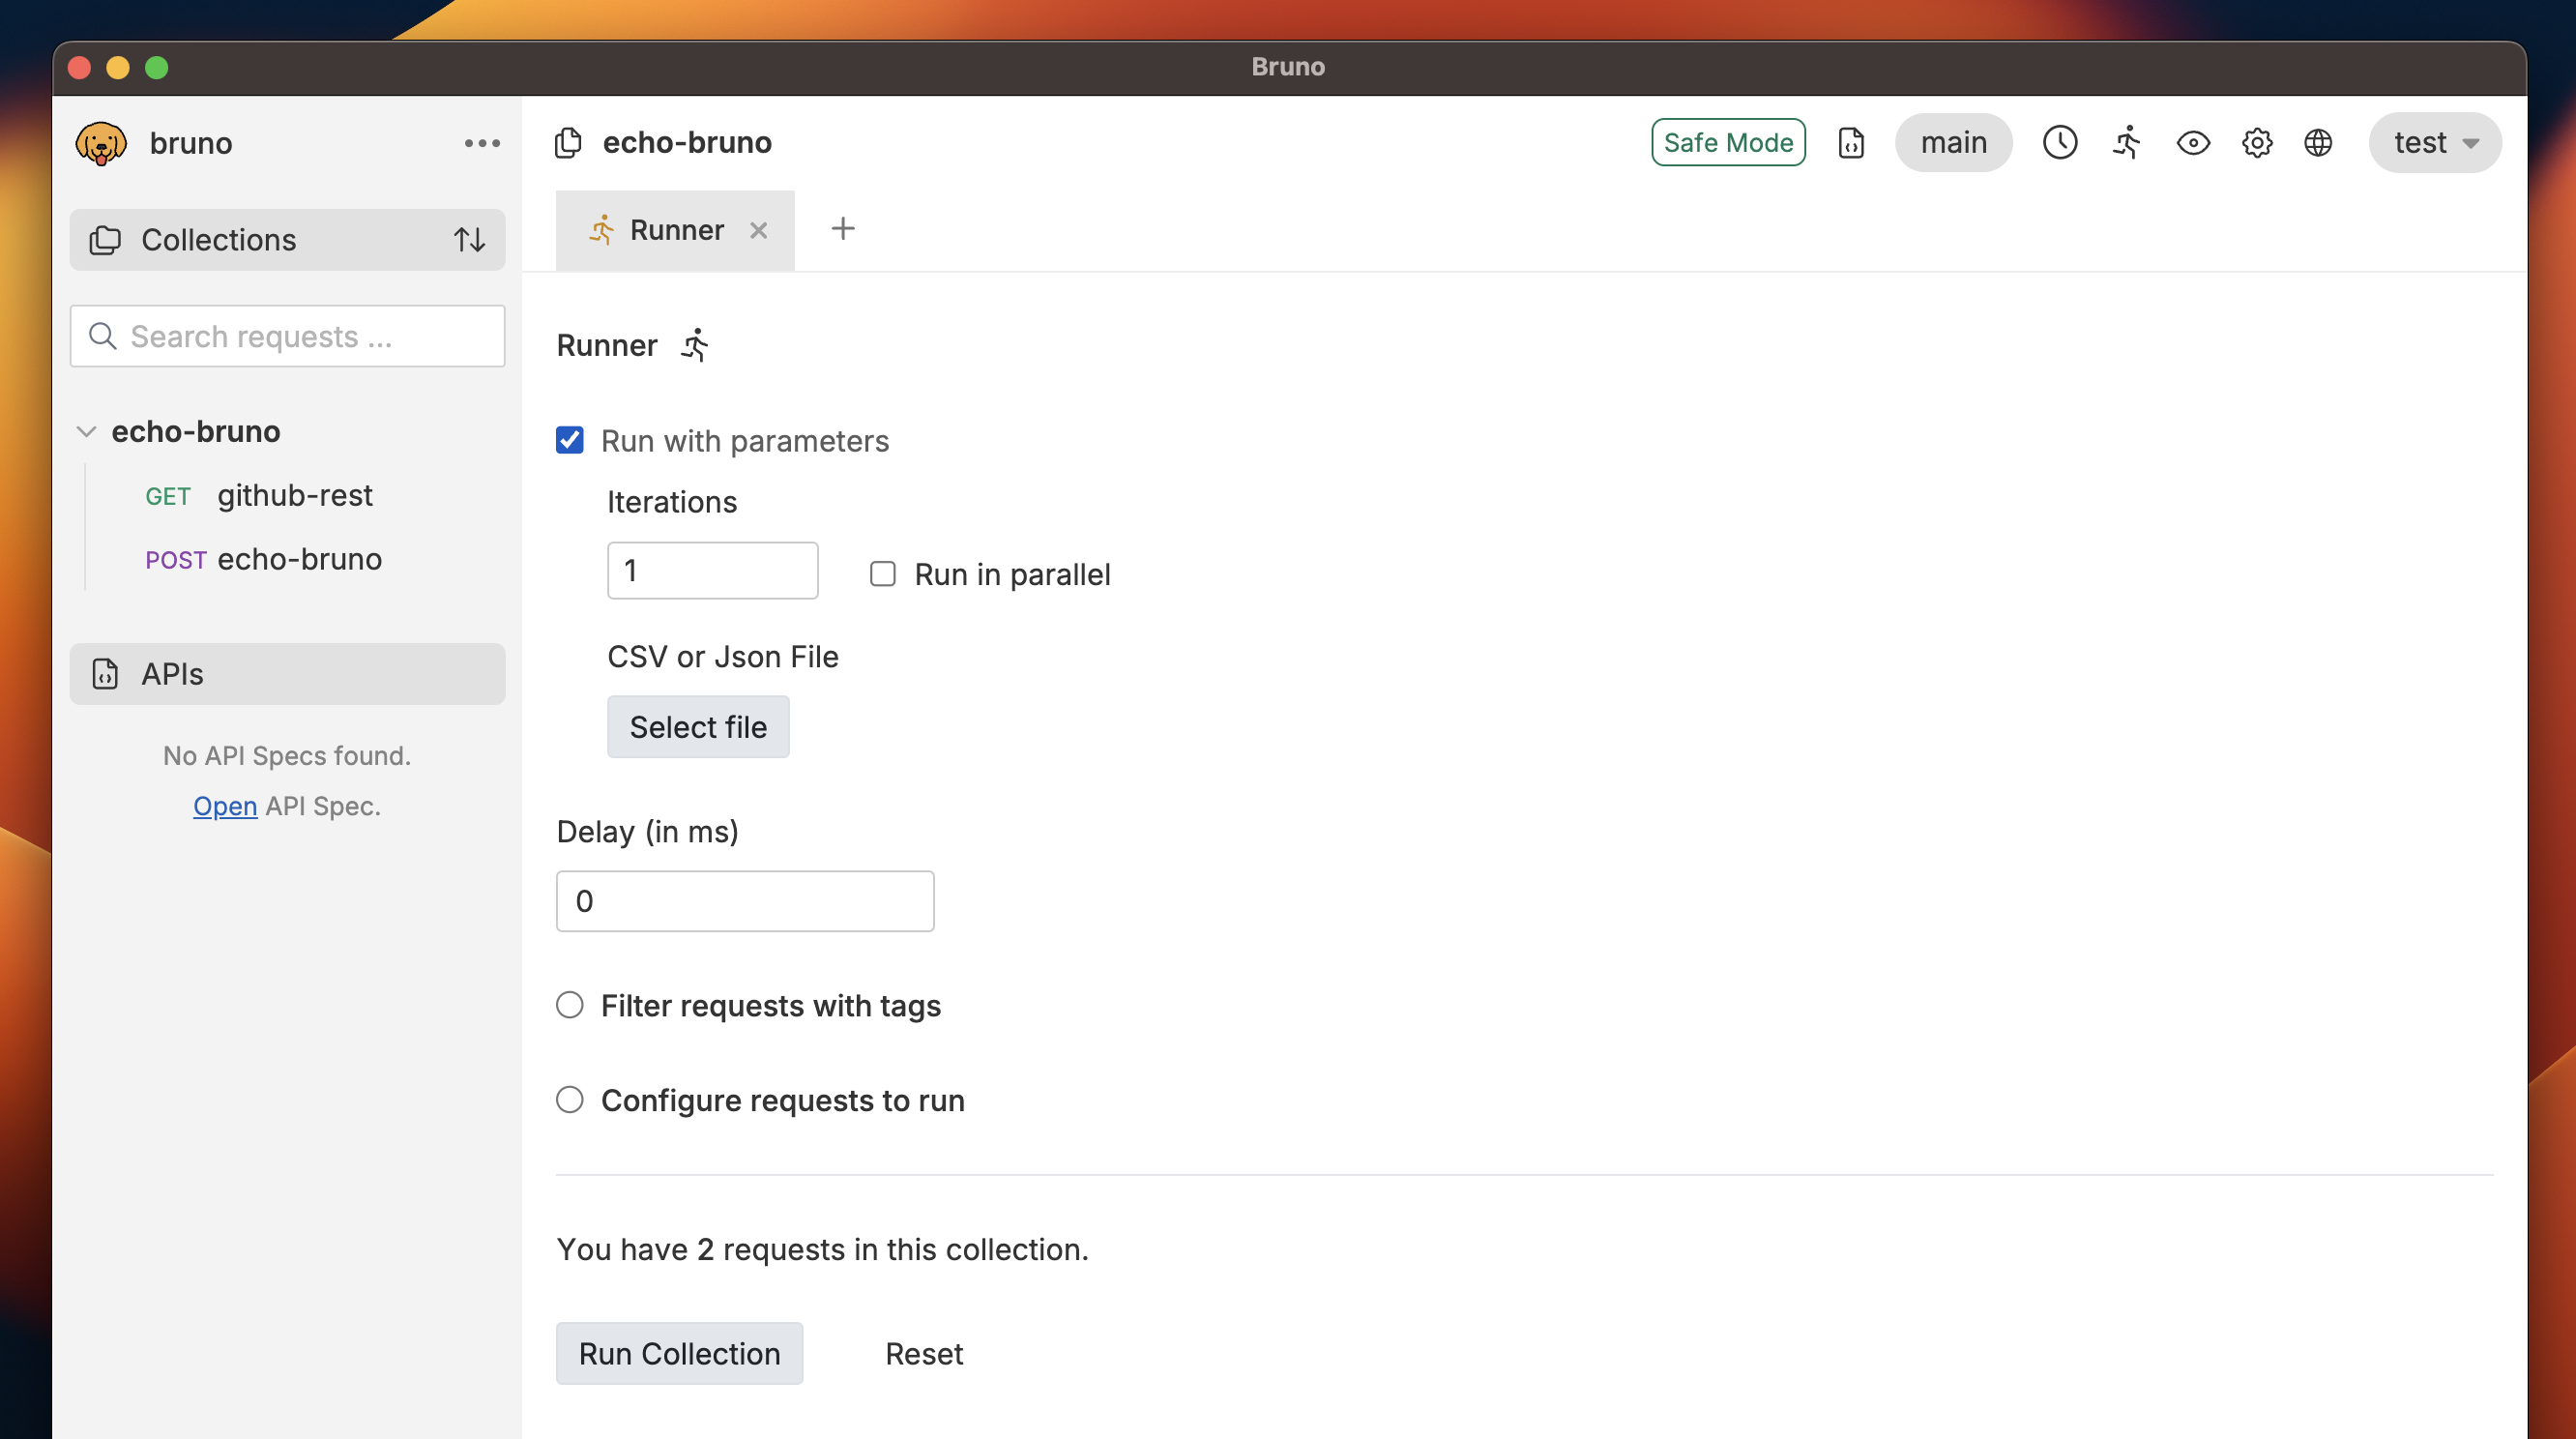 Bruno
bruno
Collections
Search requests ...
echo-bruno
GET github-rest
POST echo-bruno
APIs
No API Specs found.
Open API Spec.
echo-bruno
Safe Mode
main
test
Runner
Runner
Run with parameters
Iterations
1
Run in parallel
CSV or Json File
Select file
Delay (in ms)
0
Filter requests with tags
Configure requests to run
You have 2 requests in this collection.
Run Collection
Reset